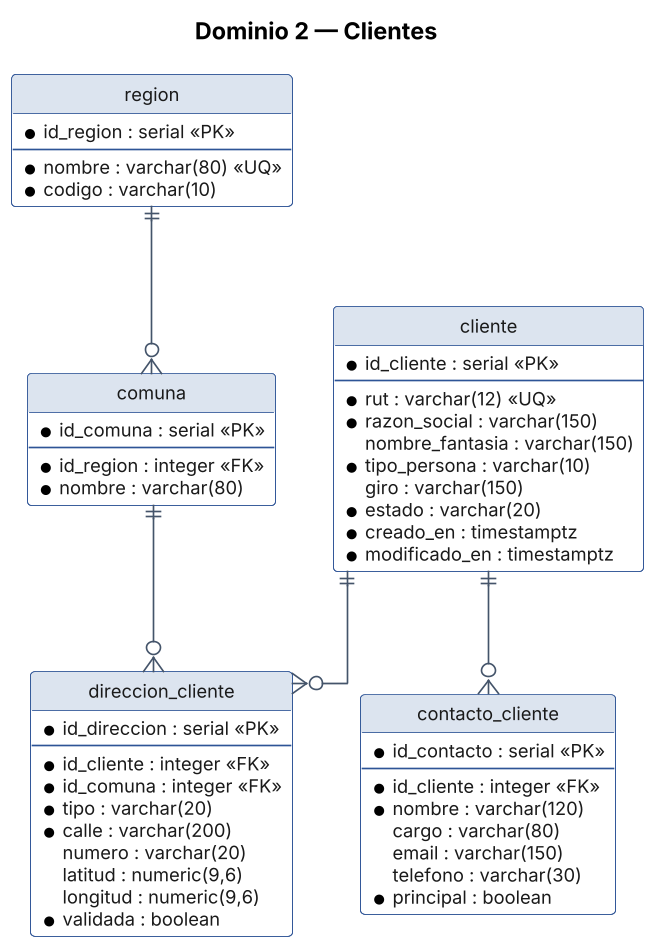 Dominio 2 — Clientes
region
● id_region : serial «PK»
● nombre : varchar(80) «UQ»
● codigo : varchar(10)
cliente
● id_cliente : serial «PK»
● rut : varchar(12) «UQ»
● razon_social : varchar(150)
nombre_fantasia : varchar(150)
● tipo_persona : varchar(10)
giro : varchar(150)
● estado : varchar(20)
● creado_en : timestamptz
● modificado_en : timestamptz
comuna
● id_comuna : serial «PK»
● id_region : integer «FK»
● nombre : varchar(80)
direccion_cliente
● id_direccion : serial «PK»
● id_cliente : integer «FK»
● id_comuna : integer «FK»
● tipo : varchar(20)
● calle : varchar(200)
numero : varchar(20)
latitud : numeric(9,6)
longitud : numeric(9,6)
● validada : boolean
contacto_cliente
● id_contacto : serial «PK»
● id_cliente : integer «FK»
● nombre : varchar(120)
cargo : varchar(80)
email : varchar(150)
telefono : varchar(30)
● principal : boolean